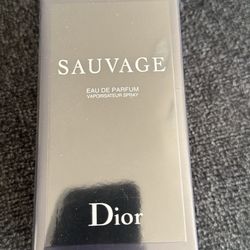 SAUVAGE
EAU DE PARFUM
VAPORISATEUR SPRAY
Dior